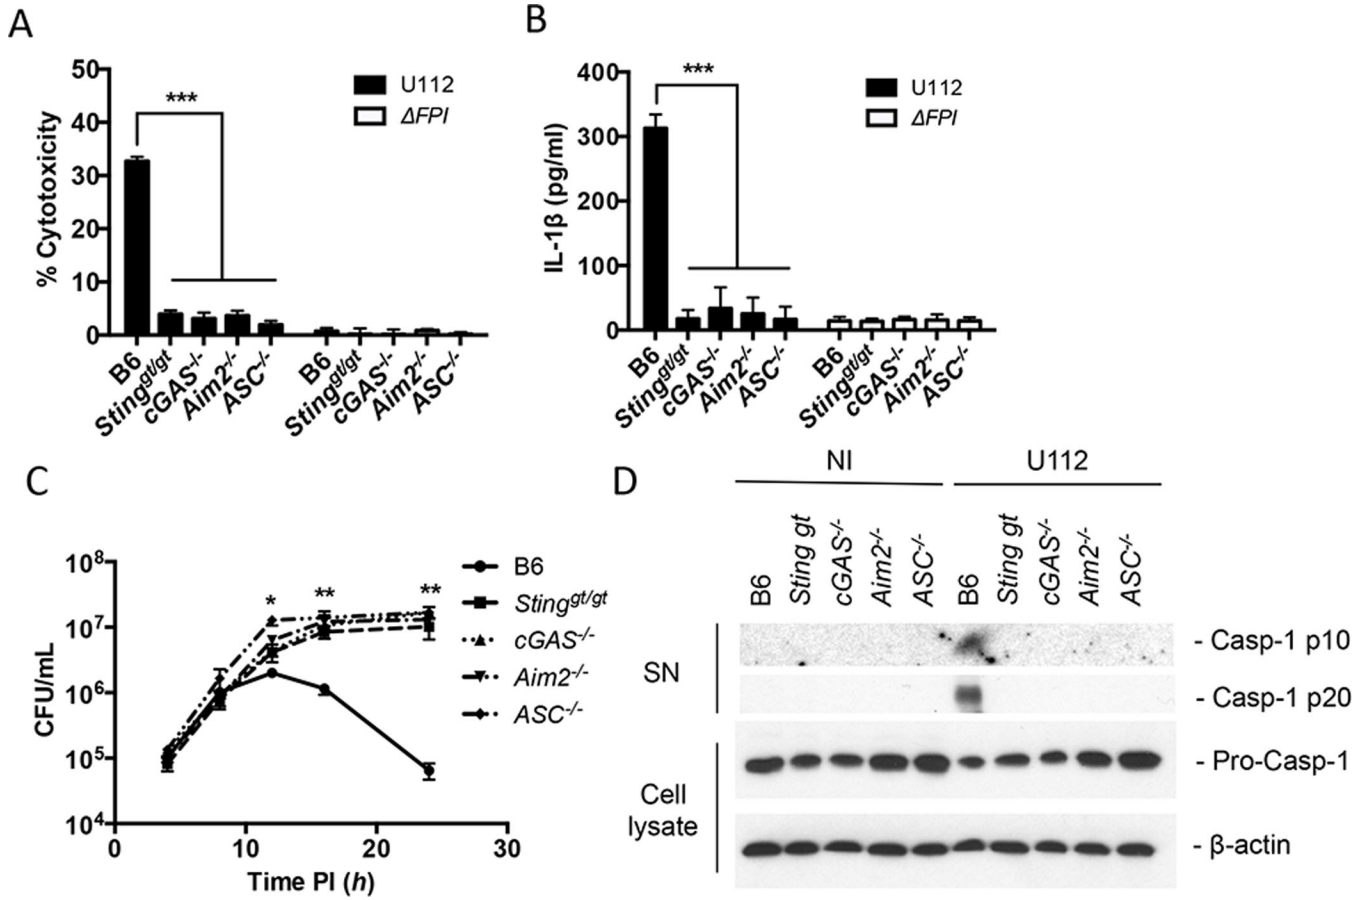 A
% Cytotoxicity
50
40
30
20
10
0
***
U112
ΔFPI
B6
Sting^gt/gt
cGAS^-/-
Aim2^-/-
ASC^-/-
B6
Sting^gt/gt
cGAS^-/-
Aim2^-/-
ASC^-/-
B
IL-1β (pg/ml)
400
300
200
100
0
***
U112
ΔFPI
B6
Sting^gt/gt
cGAS^-/-
Aim2^-/-
ASC^-/-
B6
Sting^gt/gt
cGAS^-/-
Aim2^-/-
ASC^-/-
C
CFU/mL
10^8
10^7
10^6
10^5
10^4
0
10
20
30
Time PI (h)
*
**
**
B6
Sting^gt/gt
cGAS^-/-
Aim2^-/-
ASC^-/-
D
NI
U112
B6
Sting gt
cGAS^-/-
Aim2^-/-
ASC^-/-
B6
Sting gt
cGAS^-/-
Aim2^-/-
ASC^-/-
SN
- Casp-1 p10
- Casp-1 p20
Cell
lysate
- Pro-Casp-1
- β-actin